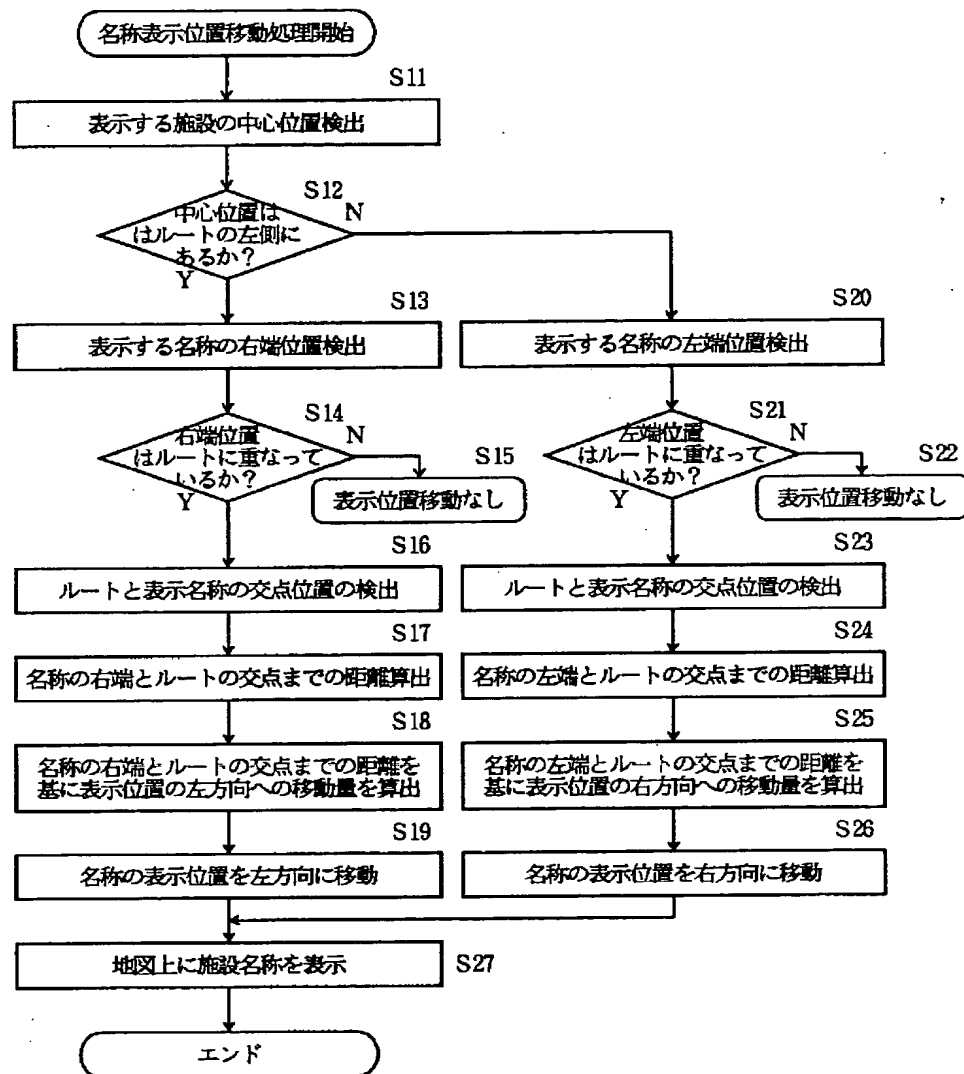 名称表示位置移動処理開始
S11
表示する施設の中心位置検出
S12
中心位置は
はルートの左側に
あるか？
N
Y
S13
表示する名称の右端位置検出
S14
右端位置
はルートに重なって
いるか？
N
Y
S15
表示位置移動なし
S16
ルートと表示名称の交点位置の検出
S17
名称の右端とルートの交点までの距離算出
S18
名称の右端とルートの交点までの距離を
基に表示位置の左方向への移動量を算出
S19
名称の表示位置を左方向に移動
S20
表示する名称の左端位置検出
S21
左端位置
はルートに重なって
いるか？
N
Y
S22
表示位置移動なし
S23
ルートと表示名称の交点位置の検出
S24
名称の左端とルートの交点までの距離算出
S25
名称の左端とルートの交点までの距離を
基に表示位置の右方向への移動量を算出
S26
名称の表示位置を右方向に移動
地図上に施設名称を表示
S27
エンド